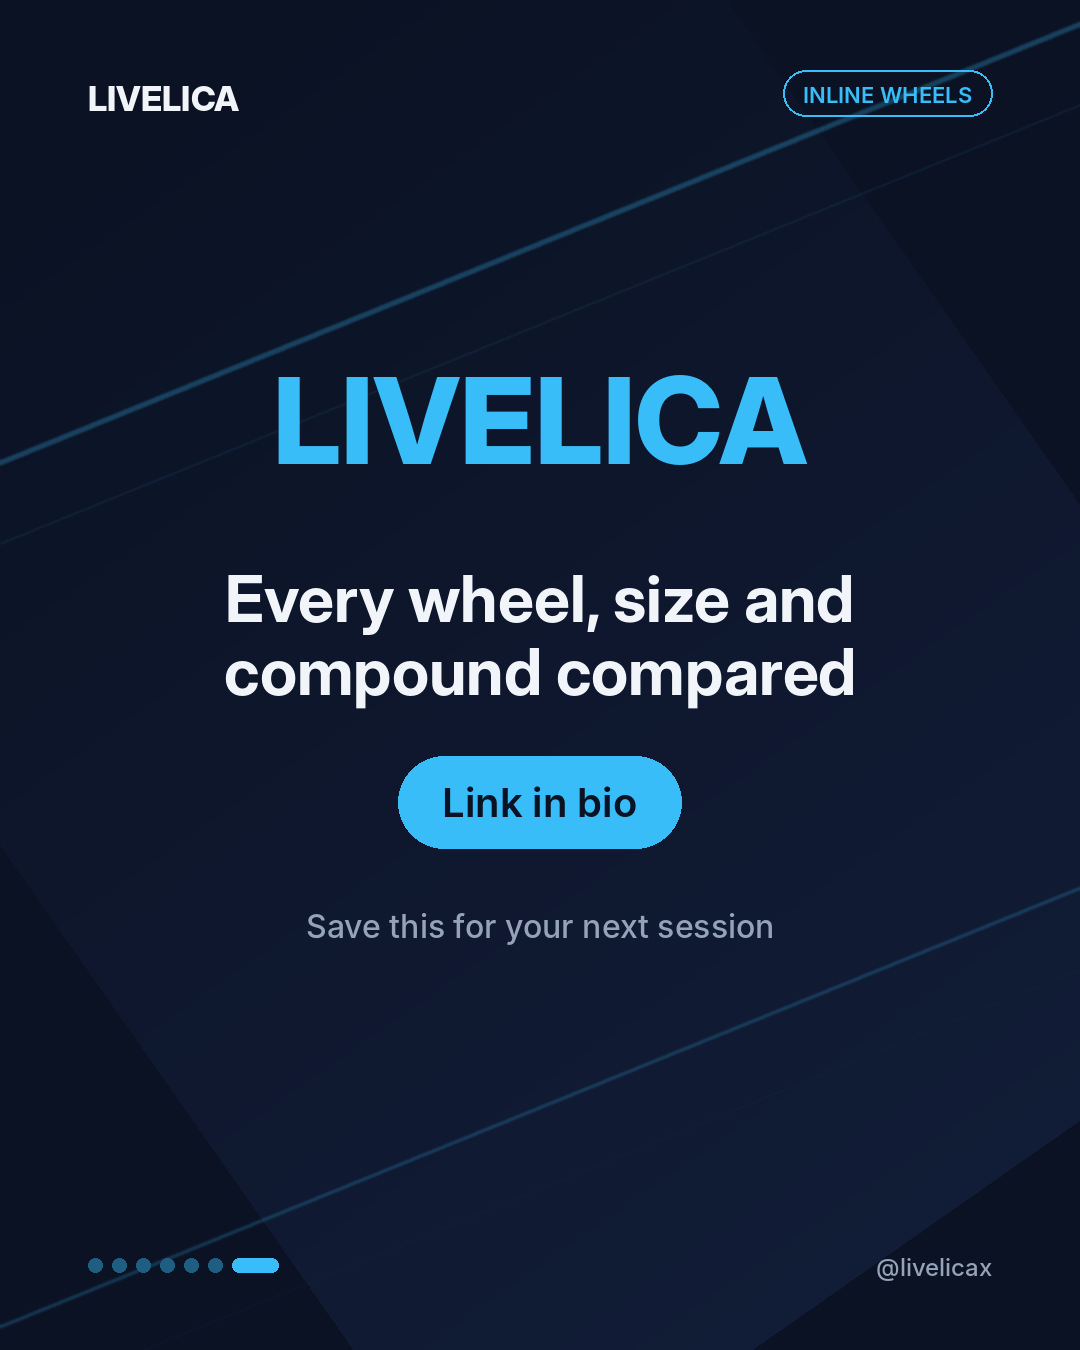 LIVELICA
INLINE WHEELS
LIVELICA
Every wheel, size and
compound compared
Link in bio
Save this for your next session
@livelicax